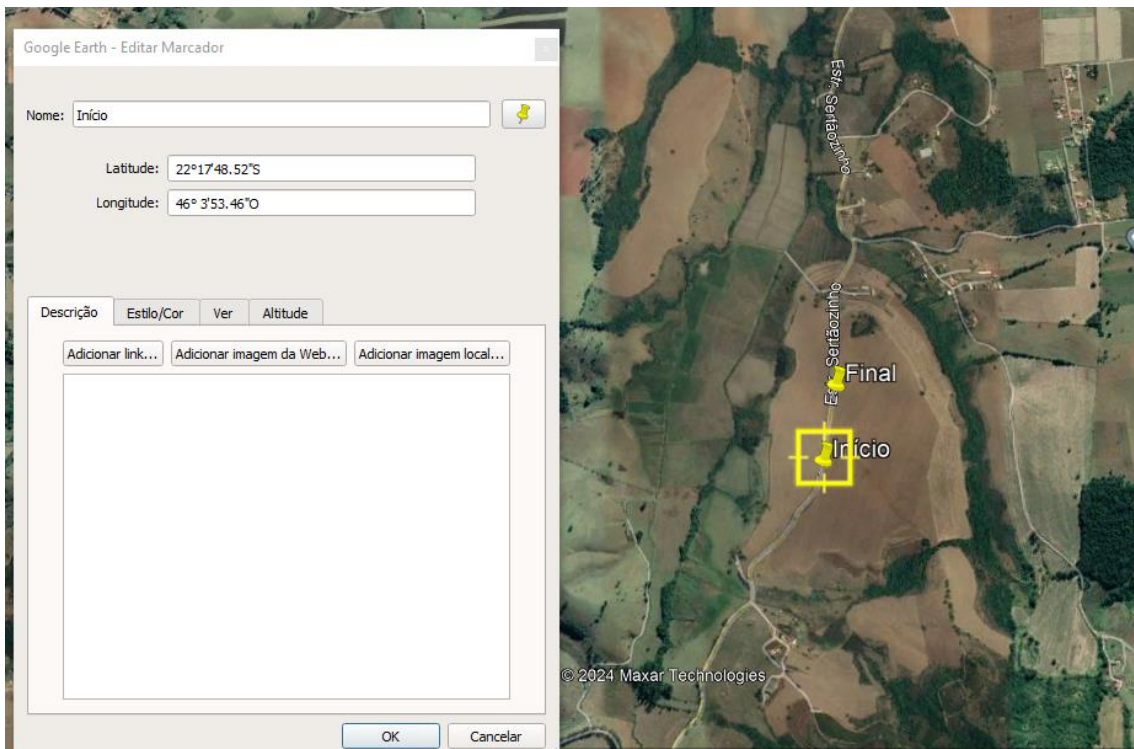 Google Earth - Editar Marcador
x
Nome: Início
Latitude: 22°17'48.52"S
Longitude: 46° 3'53.46"O
Descrição Estilo/Cor Ver Altitude
Adicionar link... Adicionar imagem da Web... Adicionar imagem local...
OK Cancelar
Estr. Sertãozinho
Sertãozinho
Final
Início
© 2024 Maxar Technologies